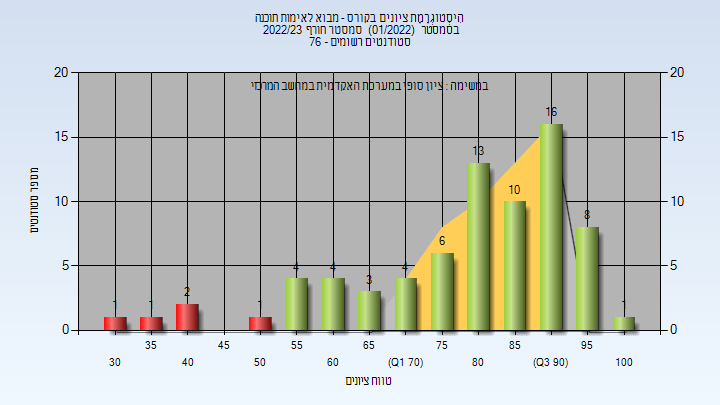 היסטוגרמת ציונים בקורס - מבוא לאימות תוכנה
בסמסטר (01/2022) סמסטר חורף 2022/23
סטודנטים רשומים - 76
במשימה : ציון סופי במערכת האקדמית במחשב המרכזי
20 20
15 15
10 10
5 5
0 0
מספר סטודנטים
1 1 2 1 4 4 3 4 6 13 10 16 8 1
35 45 55 65 75 85 95
30 40 50 60 (Q1 70) 80 (Q3 90) 100
טווח ציונים